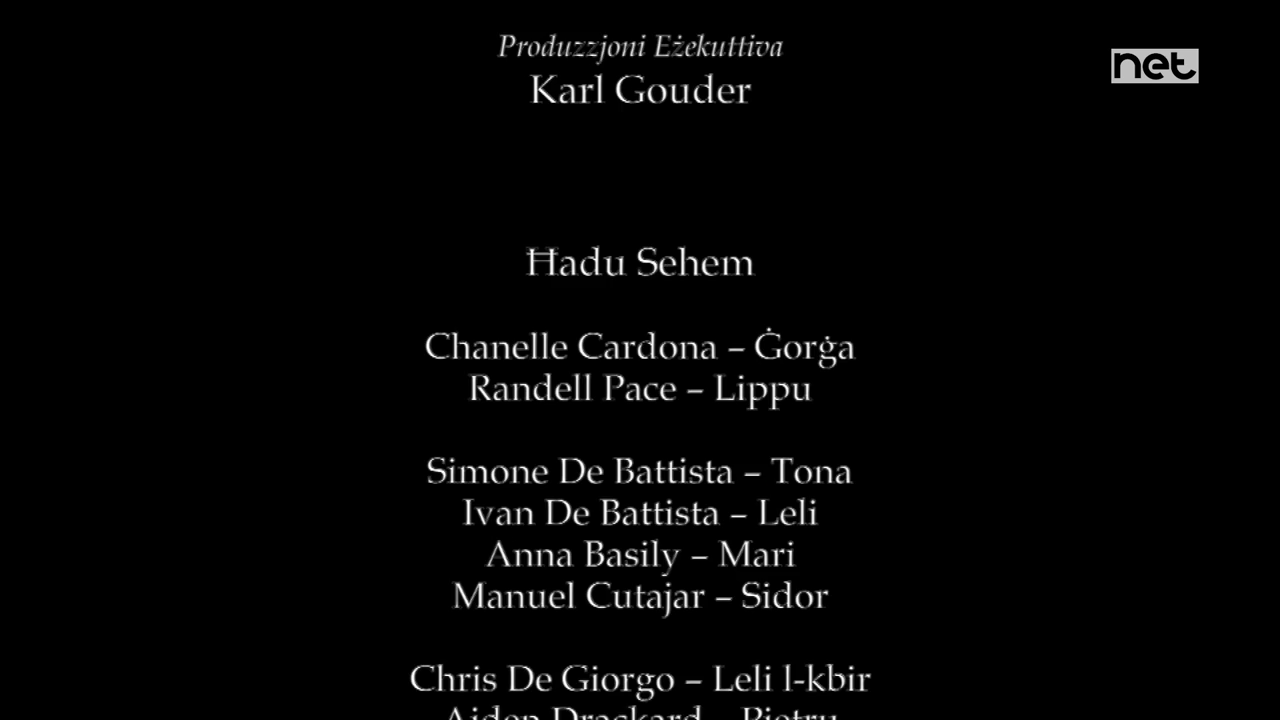 Produzzjoni Eżekuttiva
net
Karl Gouder
Ħadu Sehem
Chanelle Cardona – Ġorġa
Randell Pace – Lippu
Simone De Battista – Tona
Ivan De Battista – Leli
Anna Basily – Mari
Manuel Cutajar – Sidor
Chris De Giorgo – Leli l-kbir